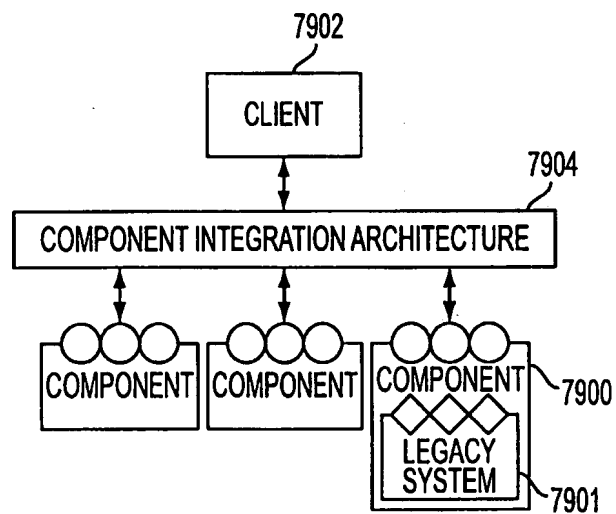 7902
CLIENT
7904
COMPONENT INTEGRATION ARCHITECTURE
COMPONENT
COMPONENT
COMPONENT
7900
LEGACY
SYSTEM
7901